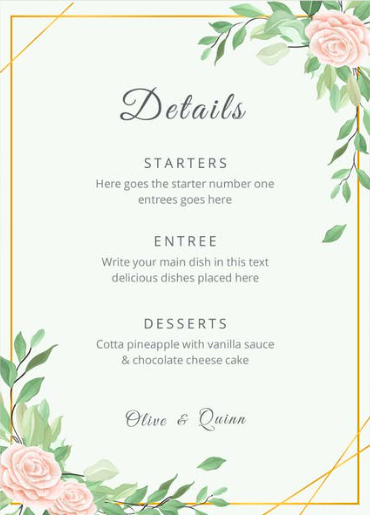 Details
STARTERS
Here goes the starter number one
entrees goes here
ENTREE
Write your main dish in this text
delicious dishes placed here
DESSERTS
Cotta pineapple with vanilla sauce
& chocolate cheese cake
Olive & Quinn